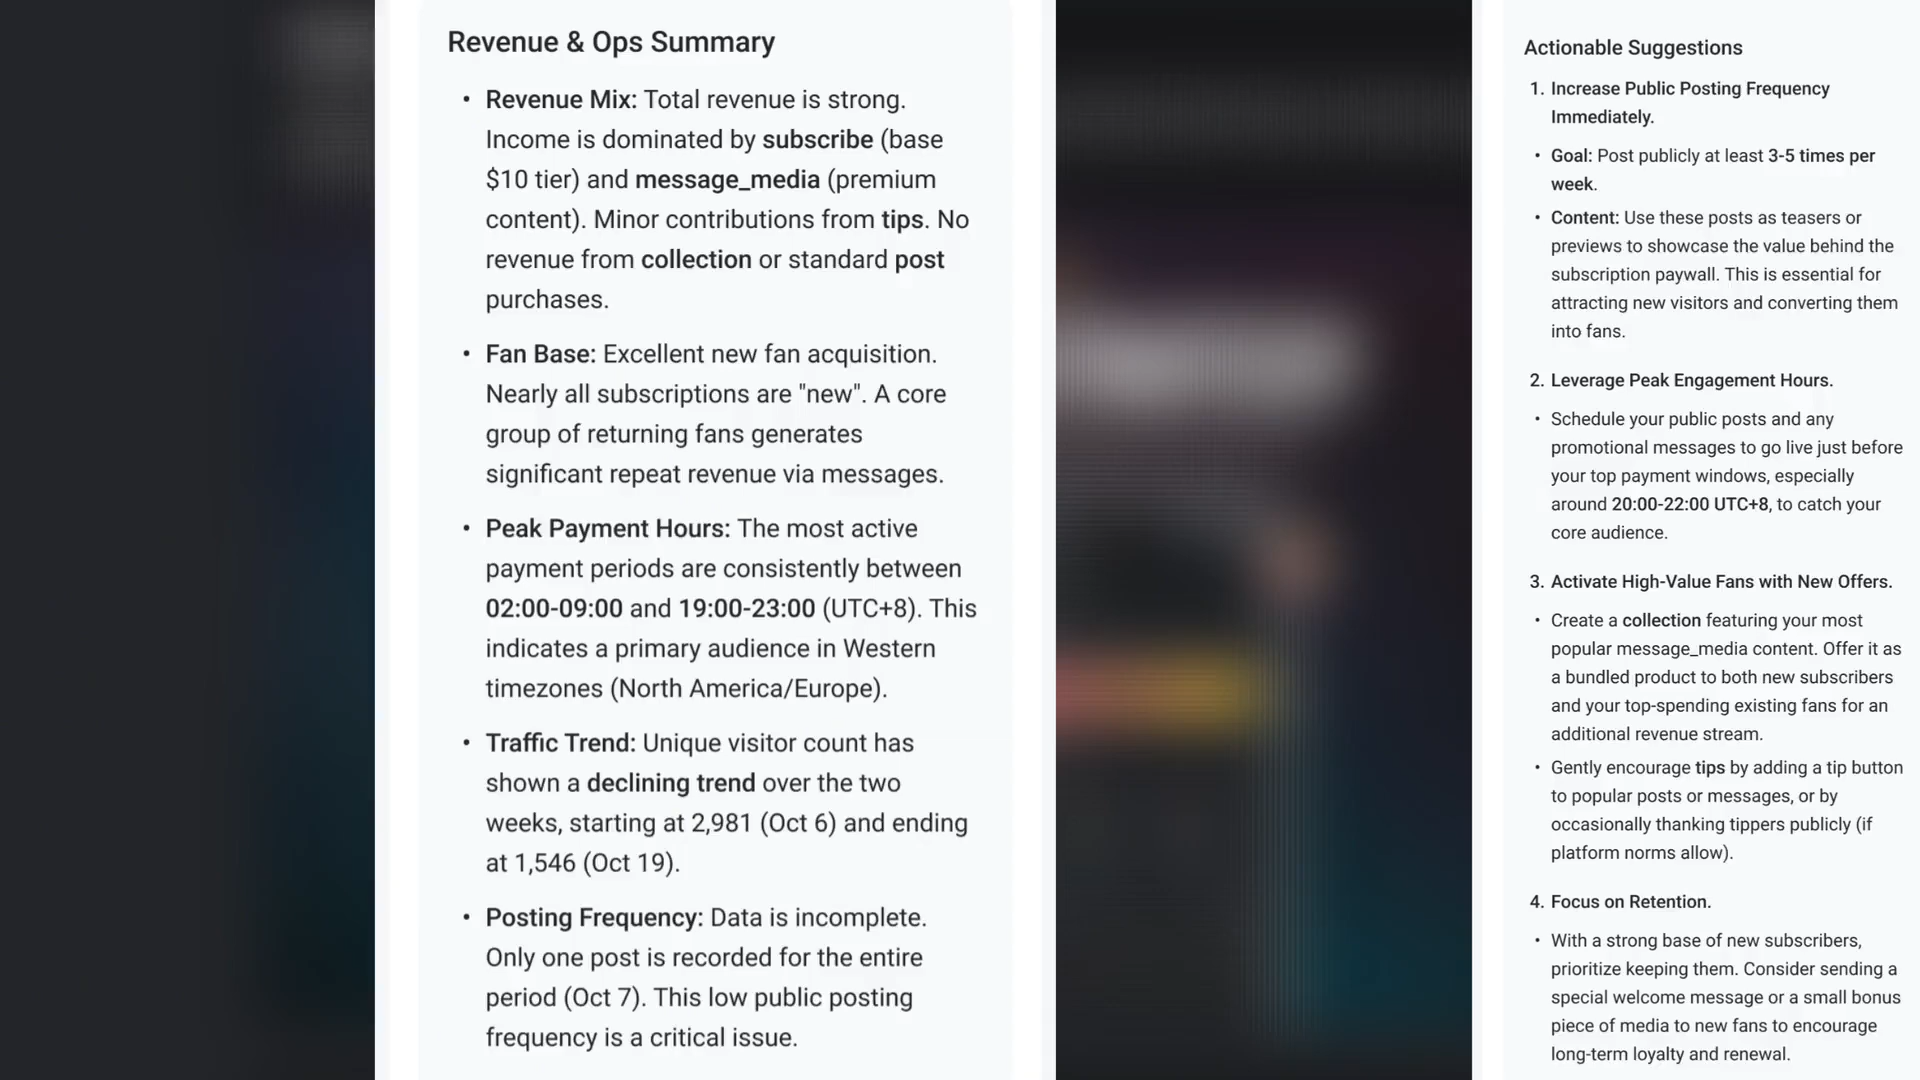 Revenue & Ops Summary
• Revenue Mix: Total revenue is strong.
Income is dominated by subscribe (base
$10 tier) and message_media (premium
content). Minor contributions from tips. No
revenue from collection or standard post
purchases.
• Fan Base: Excellent new fan acquisition.
Nearly all subscriptions are "new". A core
group of returning fans generates
significant repeat revenue via messages.
• Peak Payment Hours: The most active
payment periods are consistently between
02:00-09:00 and 19:00-23:00 (UTC+8). This
indicates a primary audience in Western
timezones (North America/Europe).
• Traffic Trend: Unique visitor count has
shown a declining trend over the two
weeks, starting at 2,981 (Oct 6) and ending
at 1,546 (Oct 19).
• Posting Frequency: Data is incomplete.
Only one post is recorded for the entire
period (Oct 7). This low public posting
frequency is a critical issue.
Actionable Suggestions
1. Increase Public Posting Frequency
Immediately.
• Goal: Post publicly at least 3-5 times per
week.
• Content: Use these posts as teasers or
previews to showcase the value behind the
subscription paywall. This is essential for
attracting new visitors and converting them
into fans.
2. Leverage Peak Engagement Hours.
• Schedule your public posts and any
promotional messages to go live just before
your top payment windows, especially
around 20:00-22:00 UTC+8, to catch your
core audience.
3. Activate High-Value Fans with New Offers.
• Create a collection featuring your most
popular message_media content. Offer it as
a bundled product to both new subscribers
and your top-spending existing fans for an
additional revenue stream.
• Gently encourage tips by adding a tip button
to popular posts or messages, or by
occasionally thanking tippers publicly (if
platform norms allow).
4. Focus on Retention.
• With a strong base of new subscribers,
prioritize keeping them. Consider sending a
special welcome message or a small bonus
piece of media to new fans to encourage
long-term loyalty and renewal.